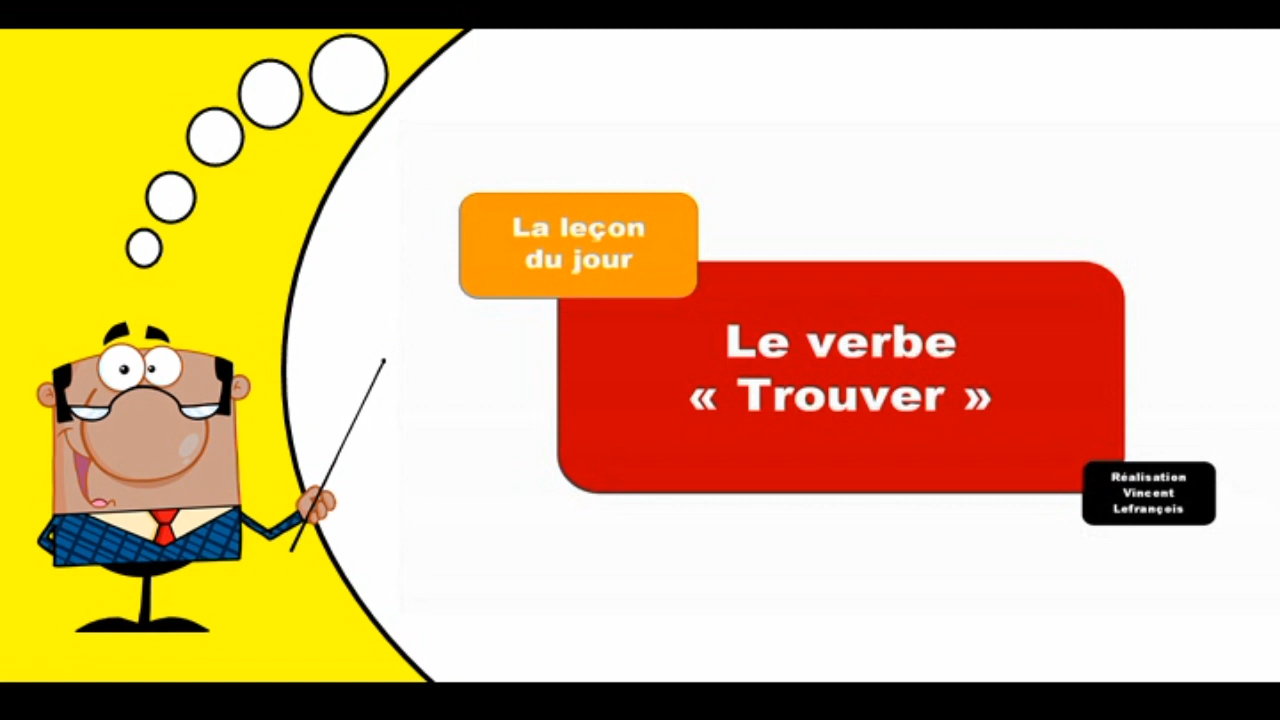 La leçon
du jour
Le verbe
« Trouver »
Réalisation
Vincent
Lefrançois